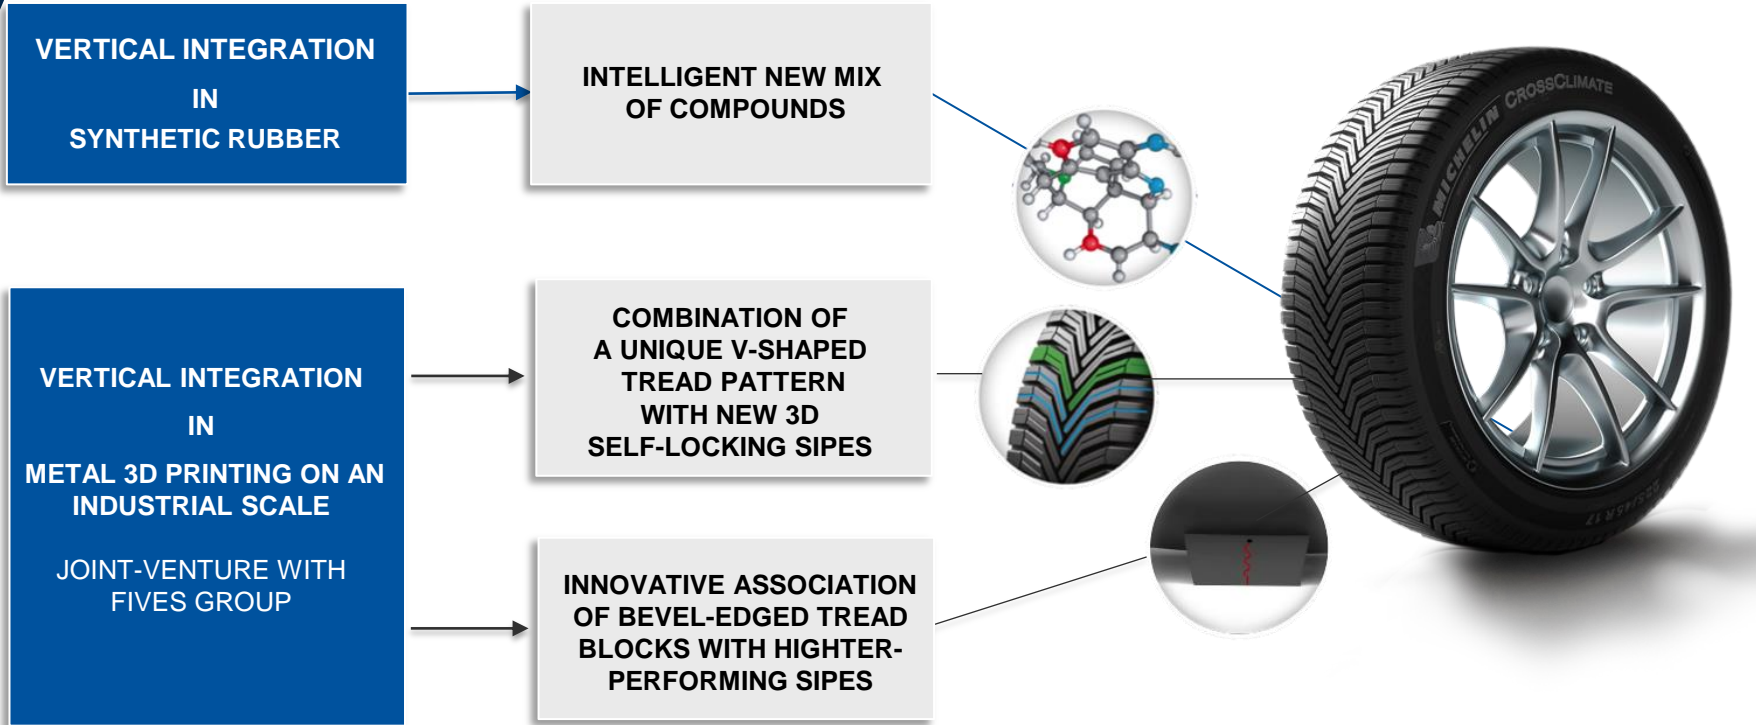 VERTICAL INTEGRATION
IN
SYNTHETIC RUBBER
INTELLIGENT NEW MIX
OF COMPOUNDS
VERTICAL INTEGRATION
IN
METAL 3D PRINTING ON AN
INDUSTRIAL SCALE
JOINT-VENTURE WITH
FIVES GROUP
COMBINATION OF
A UNIQUE V-SHAPED
TREAD PATTERN
WITH NEW 3D
SELF-LOCKING SIPES
INNOVATIVE ASSOCIATION
OF BEVEL-EDGED TREAD
BLOCKS WITH HIGHTER-
PERFORMING SIPES
MICHELIN CROSSCLIMATE